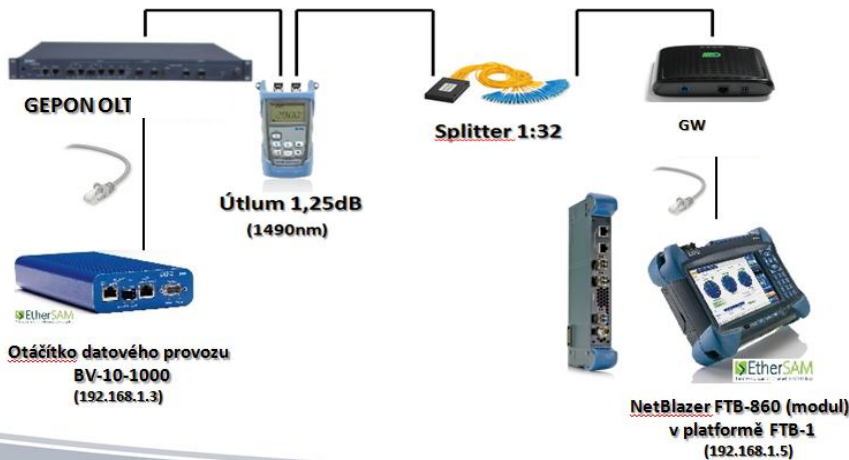 GEPON OLT
Splitter 1:32
GW
Útlum 1,25dB
(1490nm)
EtherSAM
Otáčítko datového provozu
BV-10-1000
(192.168.1.3)
EtherSAM
NetBlazer FTB-860 (modul)
v platformě FTB-1
(192.168.1.5)